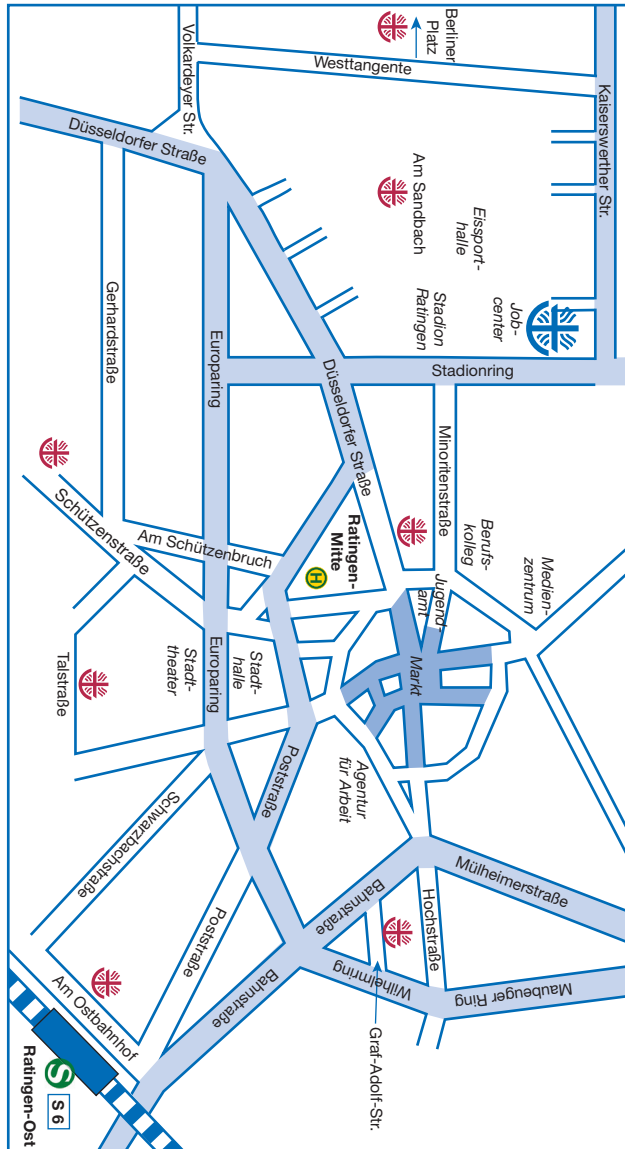 Berliner
Platz
Volkardeyer Str.
Westtangente
Kaiserswerther Str.
Düsseldorfer Straße
Am Sandbach
Eissport-
halle
Stadion
Ratingen
Job-
center
Gerhardstraße
Europaring
Stadionring
Düsseldorfer Straße
Minoritenstraße
Schützenstraße
Am Schützenbruch
Ratingen-
Mitte
H
Berufs-
kolleg
Medien-
zentrum
Jugend-
amt
Markt
Talstraße
Stadt-
theater
Europaring
Stadt-
halle
Poststraße
Agentur
für Arbeit
Schwarzbachstraße
Poststraße
Bahnstraße
Hochstraße
Mülheimerstraße
Wilhelmring
Maubeuger Ring
Graf-Adolf-Str.
Bahnstraße
Am Ostbahnhof
S
S 6
Ratingen-Ost